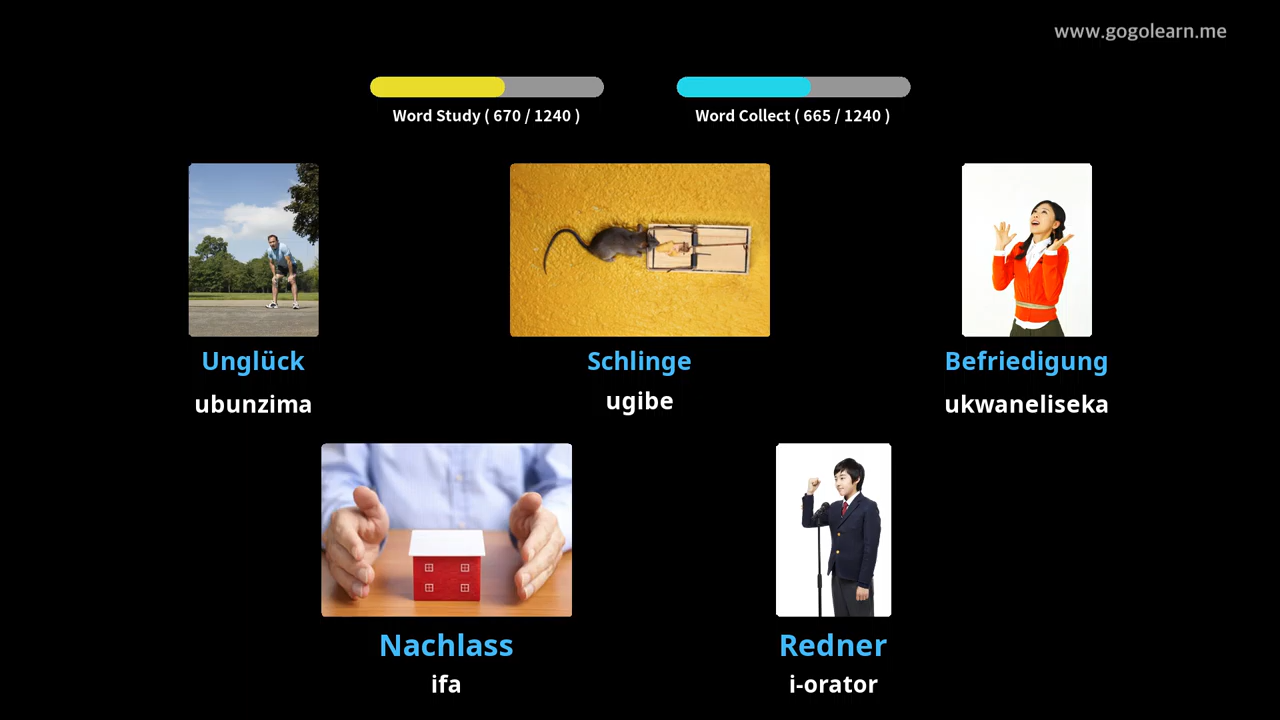 www.gogolearn.me
Word Study ( 670 / 1240 )
Word Collect ( 665 / 1240 )
Unglück
Schlinge
Befriedigung
ubunzima
ugibe
ukwaneliseka
Nachlass
Redner
ifa
i-orator